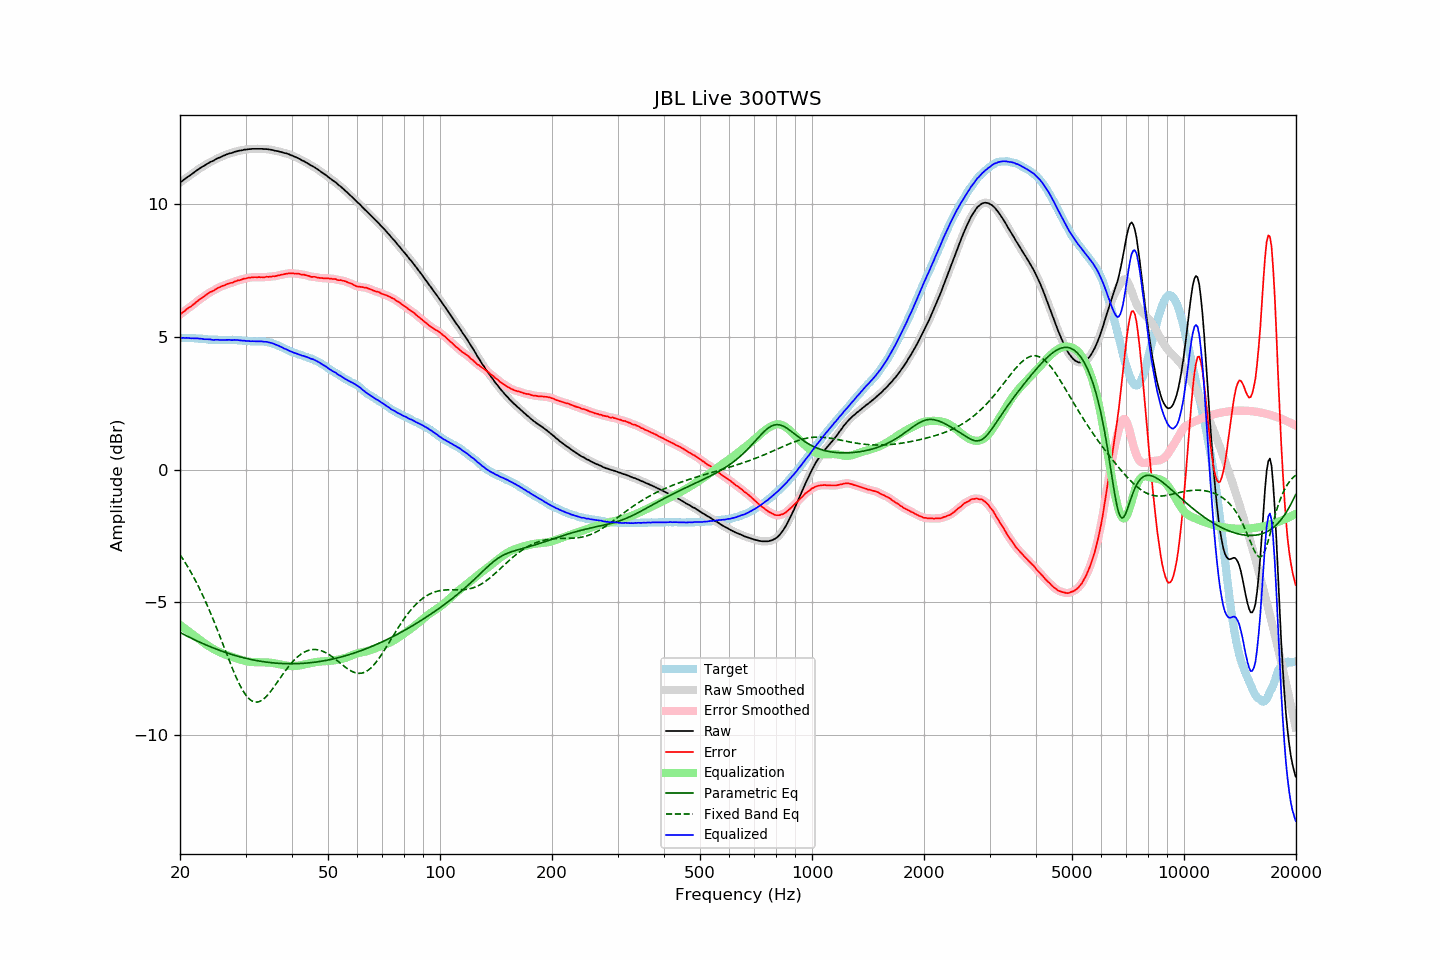 JBL Live 300TWS
Amplitude (dBr)
10
5
0
−5
−10
Target
Raw Smoothed
Error Smoothed
Raw
Error
Equalization
Parametric Eq
Fixed Band Eq
Equalized
20
50
100
200
500
1000
2000
5000
10000
20000
Frequency (Hz)